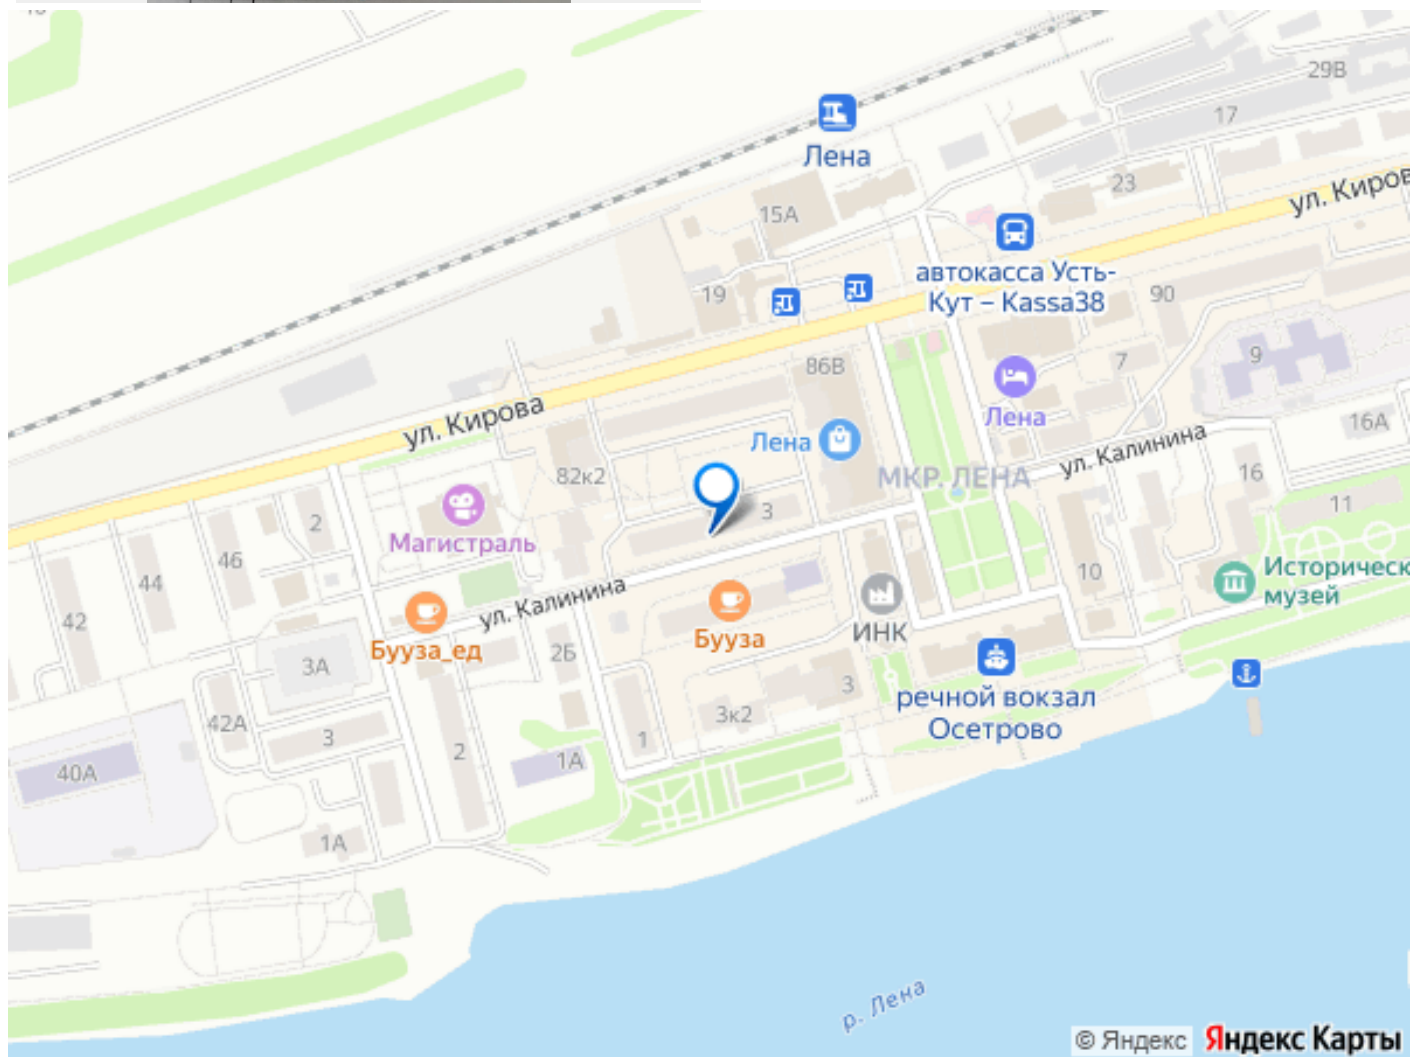 29В
17
Лена
23
ул. Киров
15А
автокасса Усть-
Кут – Kassa38
19
90
86В
7
9
ул. Кирова
Лена
16А
Лена
ул. Калинина
82к2
МКР. ЛЕНА
16
3
11
2
Магистраль
46
44
10
Историческ
музей
42
ул. Калинина
Бууза_ед
Бууза
ИНК
2Б
3А
3
речной вокзал
Осетрово
42А
3к2
3
2
1
1А
40А
1А
р. Лена
© Яндекс
Яндекс Карты